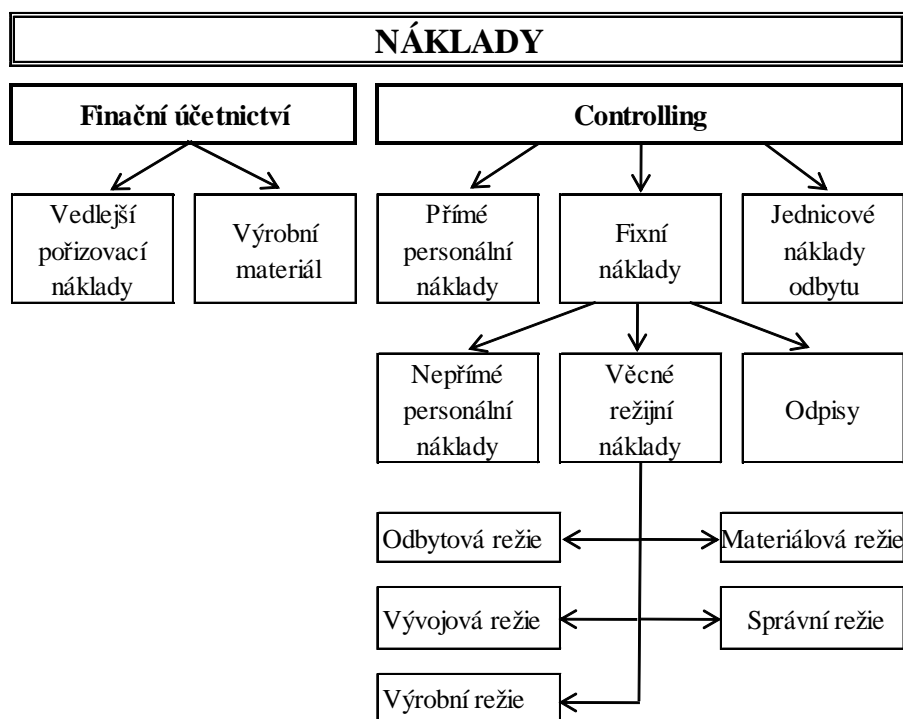 NÁKLADY
Finační účetnictví
Controlling
Vedlejší
pořizovací
náklady
Výrobní
materiál
Přímé
personální
náklady
Fixní
náklady
Jednicové
náklady
odbytu
Nepřímé
personální
náklady
Věcné
režijní
náklady
Odpisy
Odbytová režie
Materiálová režie
Vývojová režie
Správní režie
Výrobní režie